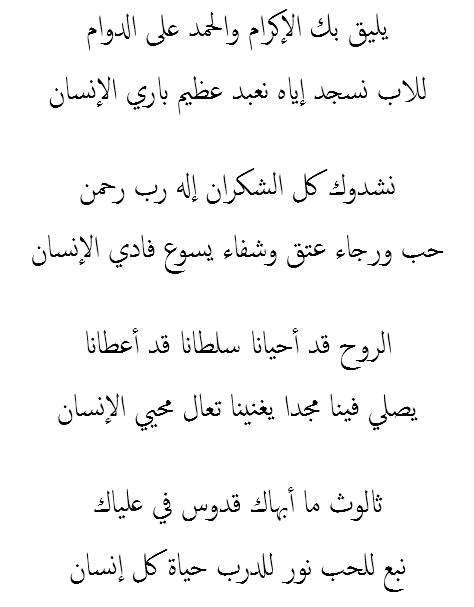 يليق بك الإكرام والحمد على الدوام
للاب نسجد إياه نعبد عظيم باري الإنسان
نشدوك كل الشكران إله رب رحمن
حب ورجاء عتق وشفاء يسوع فادي الإنسان
الروح قد أحيانا سلطانا قد أعطانا
يصلي فينا مجدا يغنينا تعال محيي الإنسان
ثالوث ما أبهاك قدوس في علياك
نبع للحب نور للدرب حياة كل إنسان